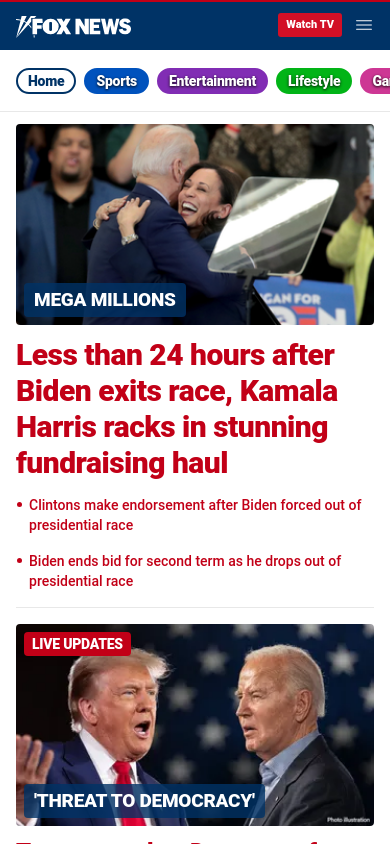 FOX NEWS
Watch TV
Home Sports Entertainment Lifestyle
GAN FOR
MEGA MILLIONS
Less than 24 hours after
Biden exits race, Kamala
Harris racks in stunning
fundraising haul
• Clintons make endorsement after Biden forced out of
presidential race
• Biden ends bid for second term as he drops out of
presidential race
LIVE UPDATES
'THREAT TO DEMOCRACY'
Photo illustration